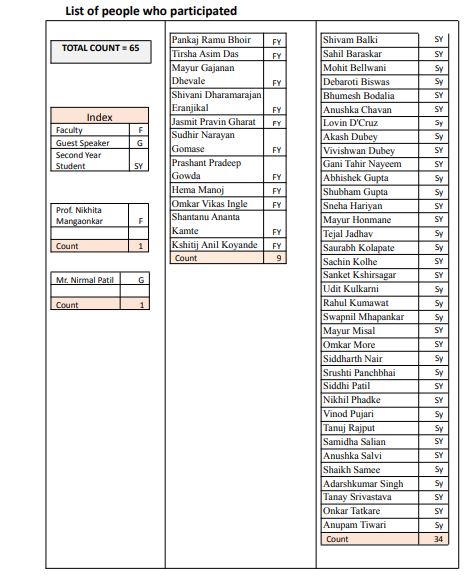 List of people who participated
TOTAL COUNT = 65
Index
Faculty F
Guest Speaker G
Second Year
Student SY
Prof. Nikhita
Mangaonkar F
Count 1
Mr. Nirmal Patil G
Count 1
Pankaj Ramu Bhoir FY
Tirsha Asim Das FY
Mayur Gajanan
Dhevale FY
Shivani Dharamarajan
Eranjikal FY
Jasmit Pravin Gharat FY
Sudhir Narayan
Gomase FY
Prashant Pradeep
Gowda FY
Hema Manoj FY
Omkar Vikas Ingle FY
Shantanu Ananta
Kamte FY
Kshitij Anil Koyande FY
Count 9
Shivam Balki SY
Sahil Baraskar SY
Mohit Bellwani Sy
Debaroti Biswas SY
Bhumesh Bodalia SY
Anushka Chavan SY
Lovin D'Cruz Sy
Akash Dubey Sy
Vivishwan Dubey SY
Gani Tahir Nayeem SY
Abhishek Gupta Sy
Shubham Gupta Sy
Sneha Hariyan SY
Mayur Honmane SY
Tejal Jadhav Sy
Saurabh Kolapate Sy
Sachin Kolhe SY
Sanket Kshirsagar SY
Udit Kulkarni Sy
Rahul Kumawat Sy
Swapnil Mhapankar SY
Mayur Misal SY
Omkar More Sy
Siddharth Nair Sy
Srushti Panchbhai SY
Siddhi Patil SY
Nikhil Phadke SY
Vinod Pujari Sy
Tanuj Rajput Sy
Samidha Salian SY
Anushka Salvi SY
Shaikh Samee Sy
Adarshkumar Singh Sy
Tanay Srivastava SY
Onkar Tatkare SY
Anupam Tiwari Sy
Count 34